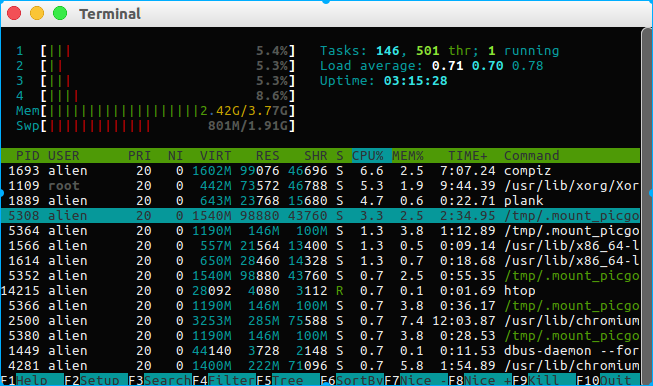 Terminal
1 [||| 5.4%] Tasks: 146, 501 thr; 1 running
2 [|| 5.3%] Load average: 0.71 0.70 0.78
3 [||| 5.3%] Uptime: 03:15:28
4 [|||| 8.6%]
Mem[|||||||||||||||||||2.42G/3.77G]
Swp[||||||||||||| 801M/1.91G]
PID USER PRI NI VIRT RES SHR S CPU% MEM% TIME+ Command
1693 alien 20 0 1602M 99076 46696 S 6.6 2.5 7:07.24 compiz
1109 root 20 0 442M 73572 46788 S 5.3 1.9 9:44.39 /usr/lib/xorg/Xor
1889 alien 20 0 643M 23768 15680 S 4.7 0.6 0:22.71 plank
5308 alien 20 0 1540M 98880 43760 S 3.3 2.5 2:34.95 /tmp/.mount_picgo
5364 alien 20 0 1190M 146M 100M S 1.3 3.8 1:12.89 /tmp/.mount_picgo
1566 alien 20 0 557M 21564 13400 S 1.3 0.5 0:09.14 /usr/lib/x86_64-l
1614 alien 20 0 650M 28460 14328 S 1.3 0.7 0:18.68 /usr/lib/x86_64-l
5352 alien 20 0 1540M 98880 43760 S 0.7 2.5 0:55.35 /tmp/.mount_picgo
14215 alien 20 0 28092 4080 3112 R 0.7 0.1 0:01.69 htop
5366 alien 20 0 1190M 146M 100M S 0.7 3.8 0:36.17 /tmp/.mount_picgo
2500 alien 20 0 3253M 285M 75588 S 0.7 7.4 12:03.87 /usr/lib/chromium
5380 alien 20 0 1190M 146M 100M S 0.7 3.8 0:28.53 /tmp/.mount_picgo
1449 alien 20 0 44140 3728 2148 S 0.7 0.1 0:11.53 dbus-daemon --for
4281 alien 20 0 1400M 222M 71096 S 0.7 5.8 1:54.89 /usr/lib/chromium
F1Help F2Setup F3SearchF4FilterF5Tree F6SortByF7Nice -F8Nice +F9Kill F10Quit